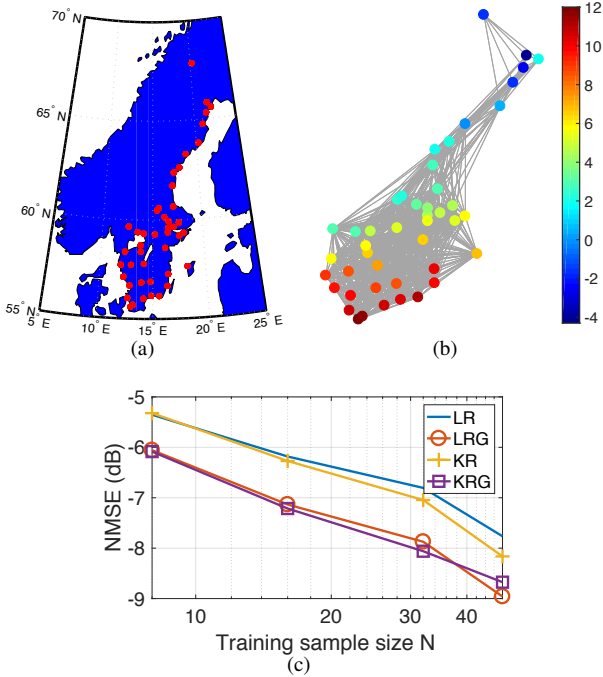 70° N
65° N
60° N
55° N
5° E
10° E
15° E
20° E
25° E
(a)
12
10
8
6
4
2
0
-2
-4
(b)
-5
-6
-7
-8
-9
NMSE (dB)
LR
LRG
KR
KRG
10
20
30
40
Training sample size N
(c)